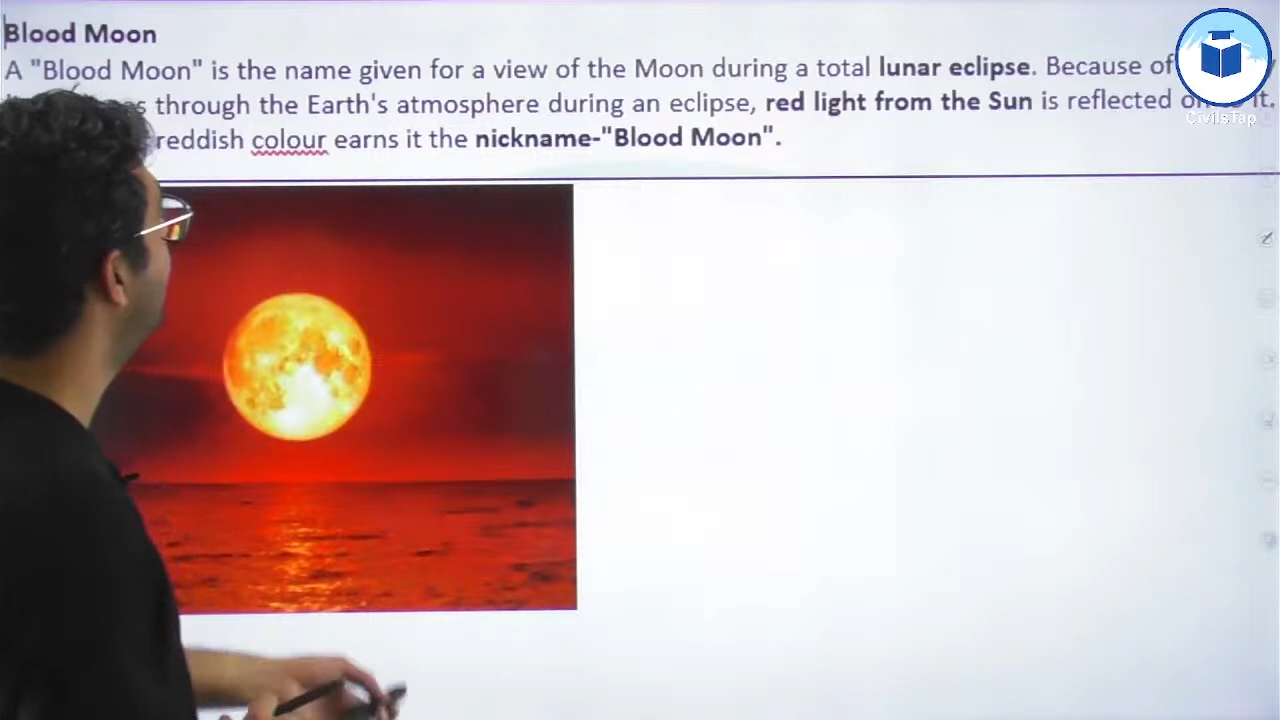 Blood Moon
A "Blood Moon" is the name given for a view of the Moon during a total lunar eclipse. Because of
through the Earth's atmosphere during an eclipse, red light from the Sun is reflected it.
reddish colour earns it the nickname-"Blood Moon".
CivilsTap